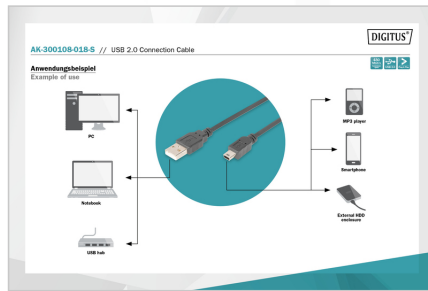 DIGITUS®
AK-300108-018-S // USB 2.0 Connection Cable
Anwendungsbeispiel
Example of use
PC
Notebook
USB hub
MP3 player
Smartphone
External HDD
enclosure